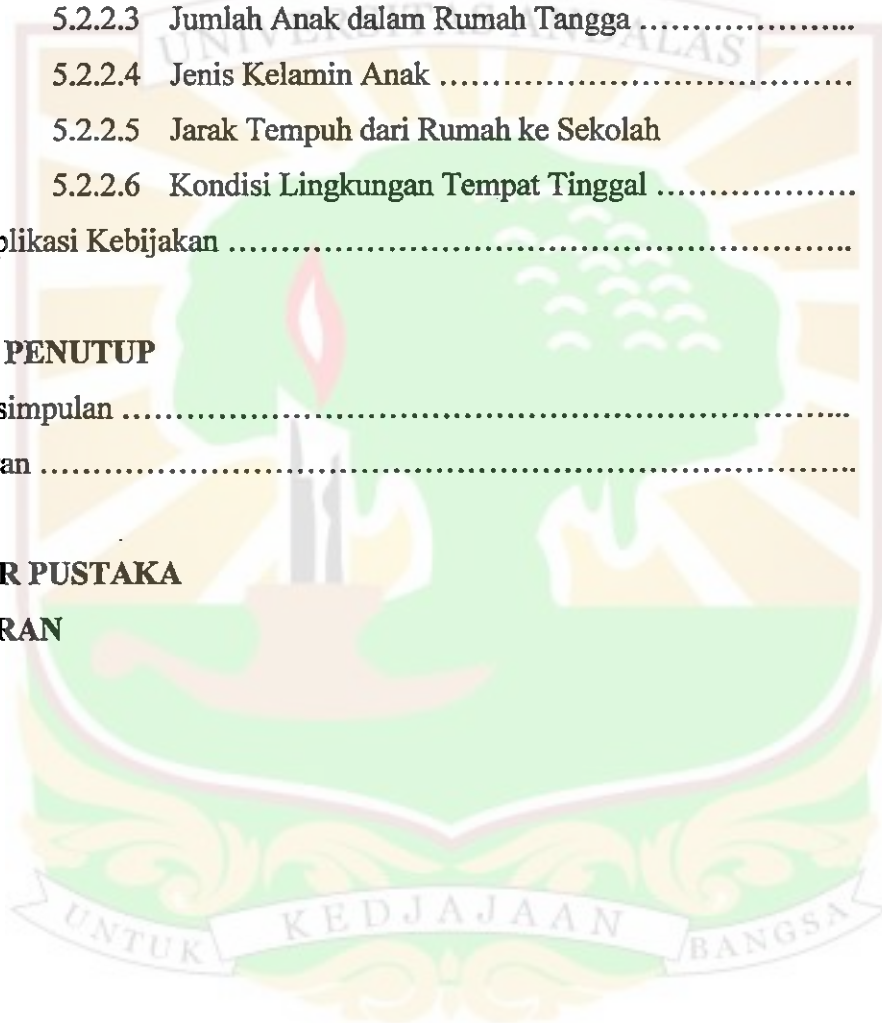 UNIVERSITAS ANDALAS
5.2.2.3 Jumlah Anak dalam Rumah Tangga ......................
5.2.2.4 Jenis Kelamin Anak ..........................................
5.2.2.5 Jarak Tempuh dari Rumah ke Sekolah
5.2.2.6 Kondisi Lingkungan Tempat Tinggal ....................
plikasi Kebijakan ...............................................................
PENUTUP
simpulan ..........................................................................
an ..................................................................................
R PUSTAKA
RAN
UNTUK KEDJAJAAN BANGSA